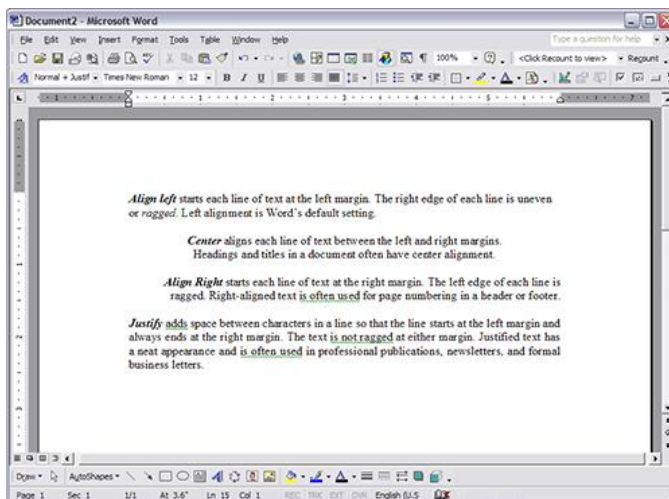 Document2 - Microsoft Word
File Edit View Insert Format Tools Table Window Help Type a question for help
100% <Click Recount to view> Recount
Normal + Justif Times New Roman 12 B I U
Align left starts each line of text at the left margin. The right edge of each line is uneven
or ragged. Left alignment is Word's default setting.
Center aligns each line of text between the left and right margins.
Headings and titles in a document often have center alignment.
Align Right starts each line of text at the right margin. The left edge of each line is
ragged. Right-aligned text is often used for page numbering in a header or footer.
Justify adds space between characters in a line so that the line starts at the left margin and
always ends at the right margin. The text is not ragged at either margin. Justified text has
a neat appearance and is often used in professional publications, newsletters, and formal
business letters.
Draw AutoShapes
Page 1 Sec 1 1/1 At 3.6" Ln 15 Col 1 REC TRK EXT OVR English (U.S